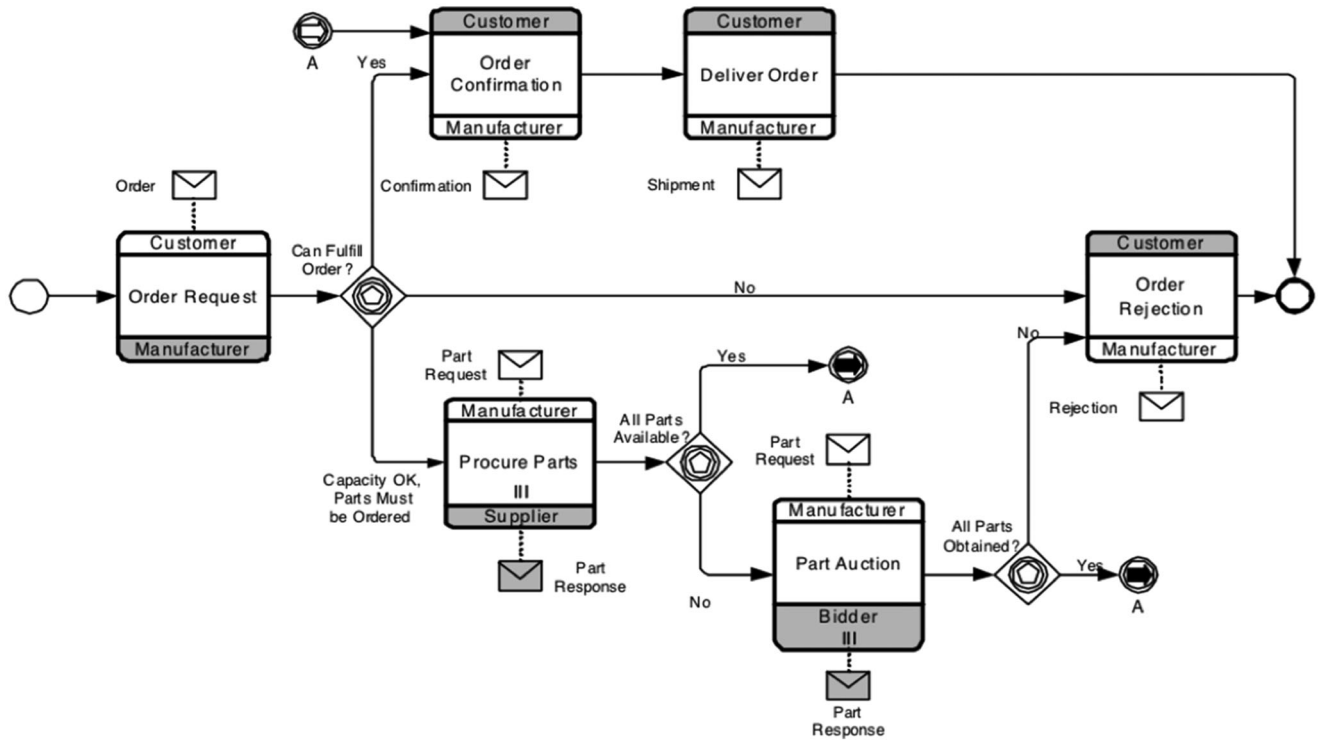 Customer
Order
Confirmation
Manufacturer
Confirmation
A
Yes
Customer
Deliver Order
Manufacturer
Shipment
Order
Customer
Order Request
Manufacturer
Can Fulfill
Order?
No
Customer
Order
Rejection
Manufacturer
Rejection
Capacity OK,
Parts Must
be Ordered
Part
Request
Manufacturer
Procure Parts
Supplier
Part
Response
All Parts
Available?
Yes
A
No
Part
Request
Manufacturer
Part Auction
Bidder
Part
Response
All Parts
Obtained?
No
Yes
A